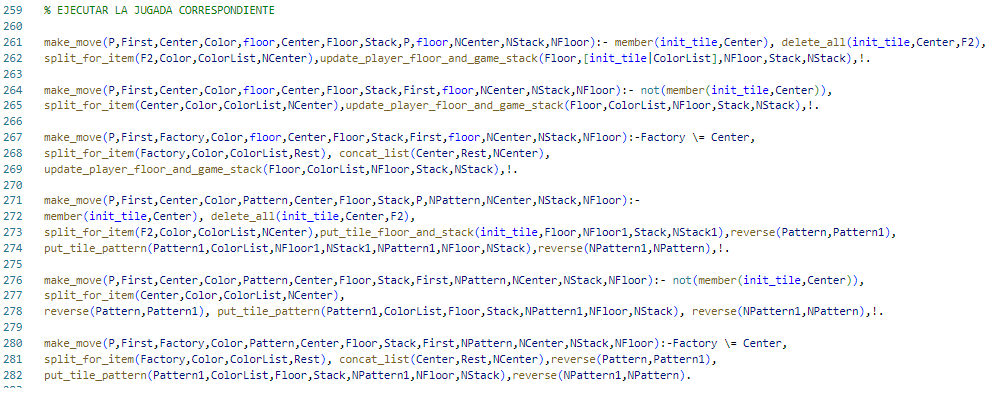 259 % EJECUTAR LA JUGADA CORRESPONDIENTE
260
261 make_move(P,First,Center,Color,floor,Center,Floor,Stack,P,floor,NCenter,NStack,NFloor):- member(init_tile,Center), delete_all(init_tile,Center,F2),
262 split_for_item(F2,Color,ColorList,NCenter),update_player_floor_and_game_stack(Floor,[init_tile|ColorList],NFloor,Stack,NStack),!.
263
264 make_move(P,First,Center,Color,floor,Center,Floor,Stack,First,floor,NCenter,NStack,NFloor):- not(member(init_tile,Center)),
265 split_for_item(Center,Color,ColorList,NCenter),update_player_floor_and_game_stack(Floor,ColorList,NFloor,Stack,NStack),!.
266
267 make_move(P,First,Factory,Color,floor,Center,Floor,Stack,First,floor,NCenter,NStack,NFloor):-Factory \= Center,
268 split_for_item(Factory,Color,ColorList,Rest), concat_list(Center,Rest,NCenter),
269 update_player_floor_and_game_stack(Floor,ColorList,NFloor,Stack,NStack),!.
270
271 make_move(P,First,Center,Color,Pattern,Center,Floor,Stack,P,NPattern,NCenter,NStack,NFloor):-
272 member(init_tile,Center), delete_all(init_tile,Center,F2),
273 split_for_item(F2,Color,ColorList,NCenter),put_tile_floor_and_stack(init_tile,Floor,NFloor1,Stack,NStack1),reverse(Pattern,Pattern1),
274 put_tile_pattern(Pattern1,ColorList,NFloor1,NStack1,NPattern1,NFloor,NStack),reverse(NPattern1,NPattern),!.
275
276 make_move(P,First,Center,Color,Pattern,Center,Floor,Stack,First,NPattern,NCenter,NStack,NFloor):- not(member(init_tile,Center)),
277 split_for_item(Center,Color,ColorList,NCenter),
278 reverse(Pattern,Pattern1), put_tile_pattern(Pattern1,ColorList,Floor,Stack,NPattern1,NFloor,NStack), reverse(NPattern1,NPattern),!.
279
280 make_move(P,First,Factory,Color,Pattern,Center,Floor,Stack,First,NPattern,NCenter,NStack,NFloor):-Factory \= Center,
281 split_for_item(Factory,Color,ColorList,Rest), concat_list(Center,Rest,NCenter),reverse(Pattern,Pattern1),
282 put_tile_pattern(Pattern1,ColorList,Floor,Stack,NPattern1,NFloor,NStack),reverse(NPattern1,NPattern).